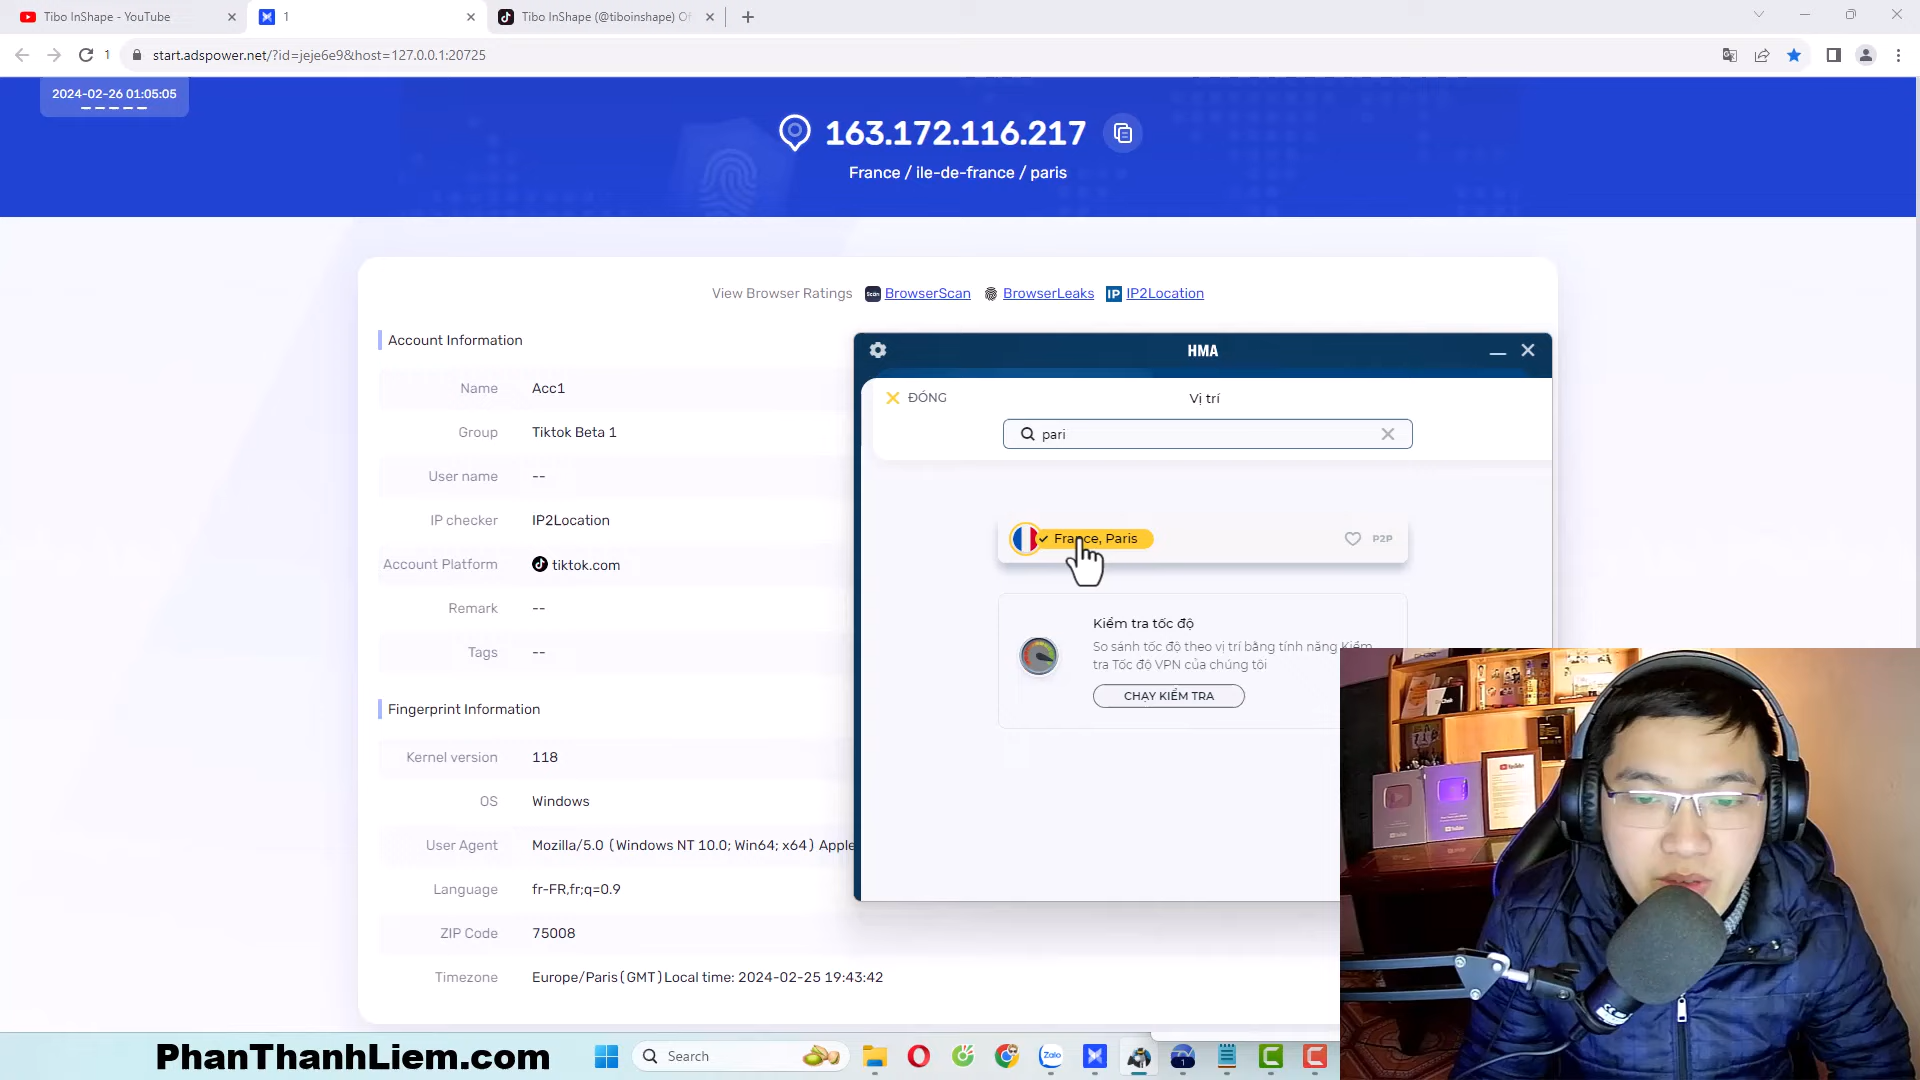 Tibo InShape - YouTube
1
Tibo InShape (@tiboinshape) Of
1
start.adspower.net/?id=jeje6e9&host=127.0.0.1:20725
2024-02-26 01:05:05
163.172.116.217
France / ile-de-france / paris
View Browser Ratings
BrowserScan
BrowserLeaks
IP
IP2Location
Account Information
Name
Acc1
Group
Tiktok Beta 1
User name
--
IP checker
IP2Location
Account Platform
tiktok.com
Remark
--
Tags
--
Fingerprint Information
Kernel version
118
OS
Windows
User Agent
Mozilla/5.0 (Windows NT 10.0; Win64; x64) Apple
Language
fr-FR,fr;q=0.9
ZIP Code
75008
Timezone
Europe/Paris(GMT)Local time: 2024-02-25 19:43:42
HMA
ĐÓNG
Vị trí
pari
France, Paris
P2P
Kiểm tra tốc độ
So sánh tốc độ theo vị trí bằng tính năng Kiểm
tra Tốc độ VPN của chúng tôi
CHẠY KIỂM TRA
PhanThanhLiem.com
Search
Zalo
1